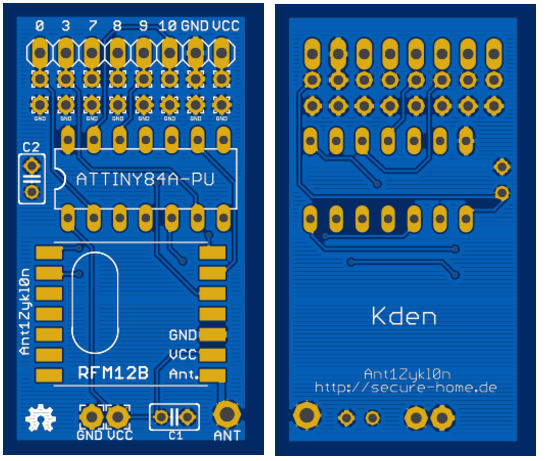 0 3 7 8 9 10 GND VCC
GND GND GND GND GND GND GND
C2
ATTINY84A-PU
Ant1Zykl0n
GND
VCC
RFM12B Ant.
GND VCC C1 ANT
Kden
Ant1Zykl0n
http://secure-home.de